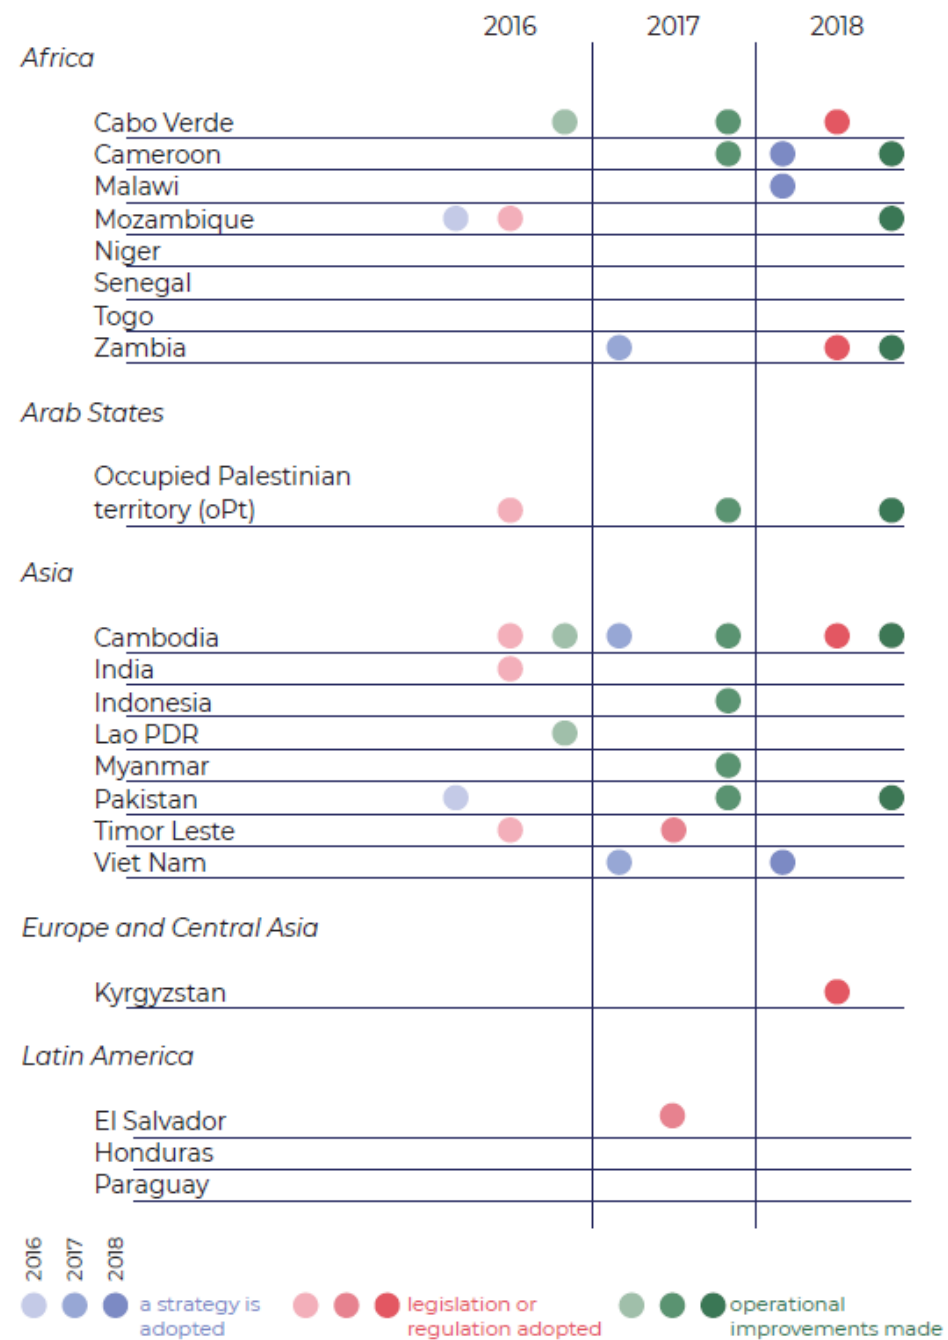 2016 2017 2018
Africa
Cabo Verde
Cameroon
Malawi
Mozambique
Niger
Senegal
Togo
Zambia
Arab States
Occupied Palestinian
territory (oPt)
Asia
Cambodia
India
Indonesia
Lao PDR
Myanmar
Pakistan
Timor Leste
Viet Nam
Europe and Central Asia
Kyrgyzstan
Latin America
El Salvador
Honduras
Paraguay
2016 2017 2018
a strategy is legislation or operational
adopted regulation adopted improvements made